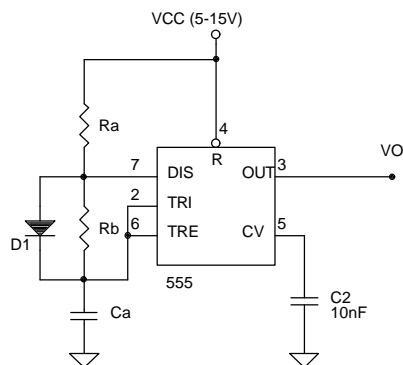 VCC (5-15V)
Ra
4
R
7
DIS
OUT
3
VO
2
TRI
D1
Rb
6
TRE
CV
5
555
Ca
C2
10nF